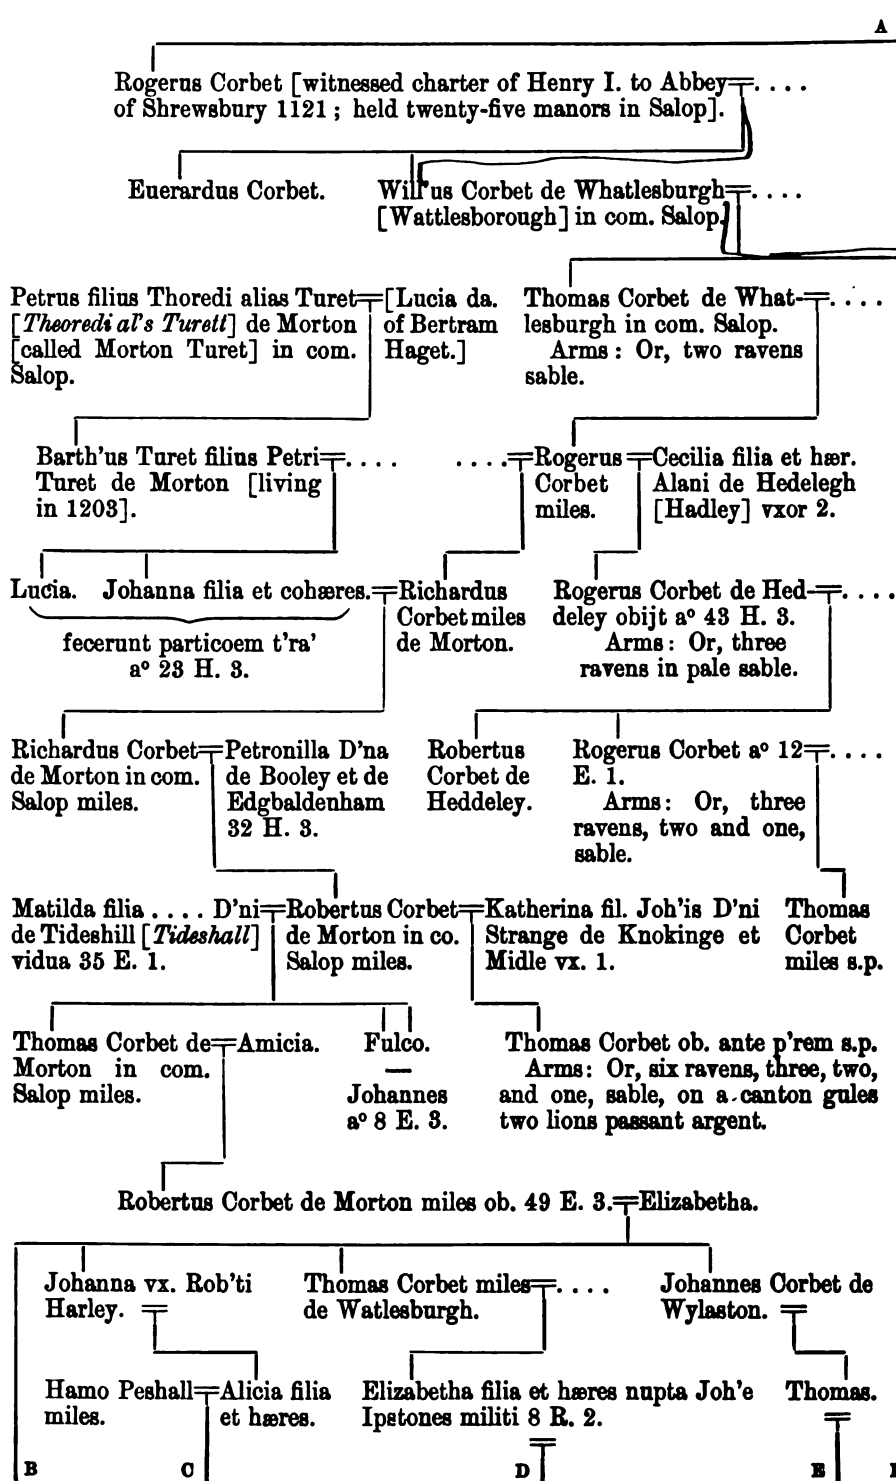 A
Rogerus Corbet [witnessed charter of Henry I. to Abbey=. . . .
of Shrewsbury 1121 ; held twenty-five manors in Salop].
Euerardus Corbet.
Will'us Corbet de Whatlesburgh=. . . .
[Wattlesborough] in com. Salop.
Petrus filius Thoredi alias Turet=[Lucia da.
[Theoredi al's Turett] de Morton
[called Morton Turet] in com.
Salop.
of Bertram
Haget.]
Thomas Corbet de What-=. . . .
lesburgh in com. Salop.
Arms : Or, two ravens
sable.
Barth'us Turet filius Petri=. . . .
Turet de Morton [living
in 1203].
. . . .=Rogerus=Cecilia filia et hær.
Corbet
miles.
Alani de Hedelegh
[Hadley] vxor 2.
Lucia.
Johanna filia et cohæres.=Richardus
Corbet miles
de Morton.
fecerunt particoem t'ra'
aº 23 H. 3.
Rogerus Corbet de Hed-=. . . .
deley obijt aº 43 H. 3.
Arms : Or, three
ravens in pale sable.
Richardus Corbet=Petronilla D'na
de Morton in com.
Salop miles.
de Booley et de
Edgbaldenham
32 H. 3.
Robertus
Corbet de
Heddeley.
Rogerus Corbet aº 12=. . . .
E. 1.
Arms : Or, three
ravens, two and one,
sable.
Matilda filia . . . . D'ni=Robertus Corbet=Katherina fil. Joh'is D'ni
de Tideshill [Tideshall]
vidua 35 E. 1.
de Morton in co.
Salop miles.
Strange de Knokinge et
Midle vx. 1.
Thomas
Corbet
miles s.p.
Thomas Corbet de=Amicia.
Morton in com.
Salop miles.
Fulco.
—
Johannes
aº 8 E. 3.
Thomas Corbet ob. ante p'rem s.p.
Arms : Or, six ravens, three, two,
and one, sable, on a canton gules
two lions passant argent.
Robertus Corbet de Morton miles ob. 49 E. 3.=Elizabetha.
Johanna vx. Rob'ti
Harley. =
Thomas Corbet miles=. . . .
de Watlesburgh.
Johannes Corbet de
Wylaston. =
Hamo Peshall=Alicia filia
miles.
et hæres.
Elizabetha filia et hæres nupta Joh'e
Ipstones militi 8 R. 2.
=
Thomas.
=
B
C
D
E